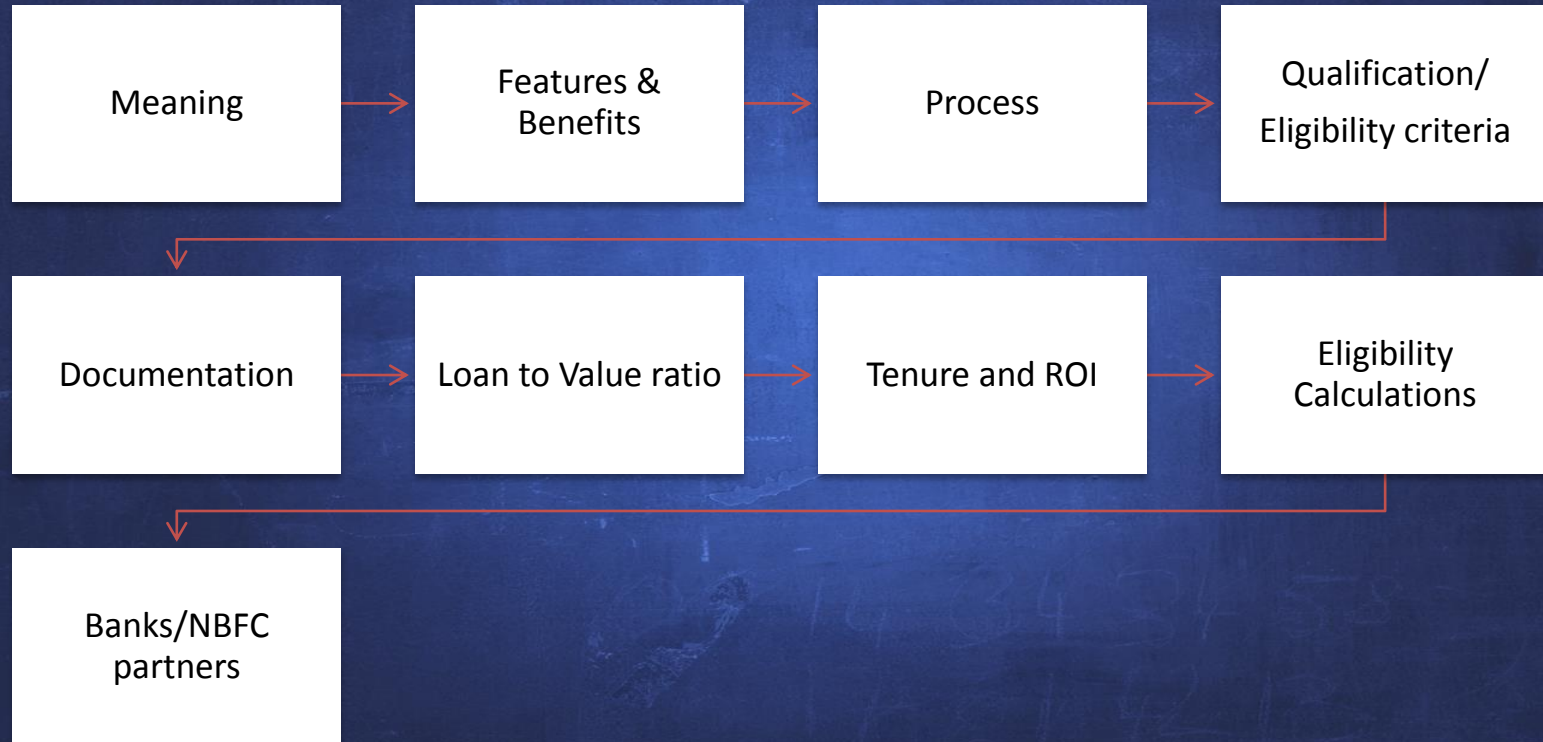 Meaning
Features &
Benefits
Process
Qualification/
Eligibility criteria
Documentation
Loan to Value ratio
Tenure and ROI
Eligibility
Calculations
Banks/NBFC
partners